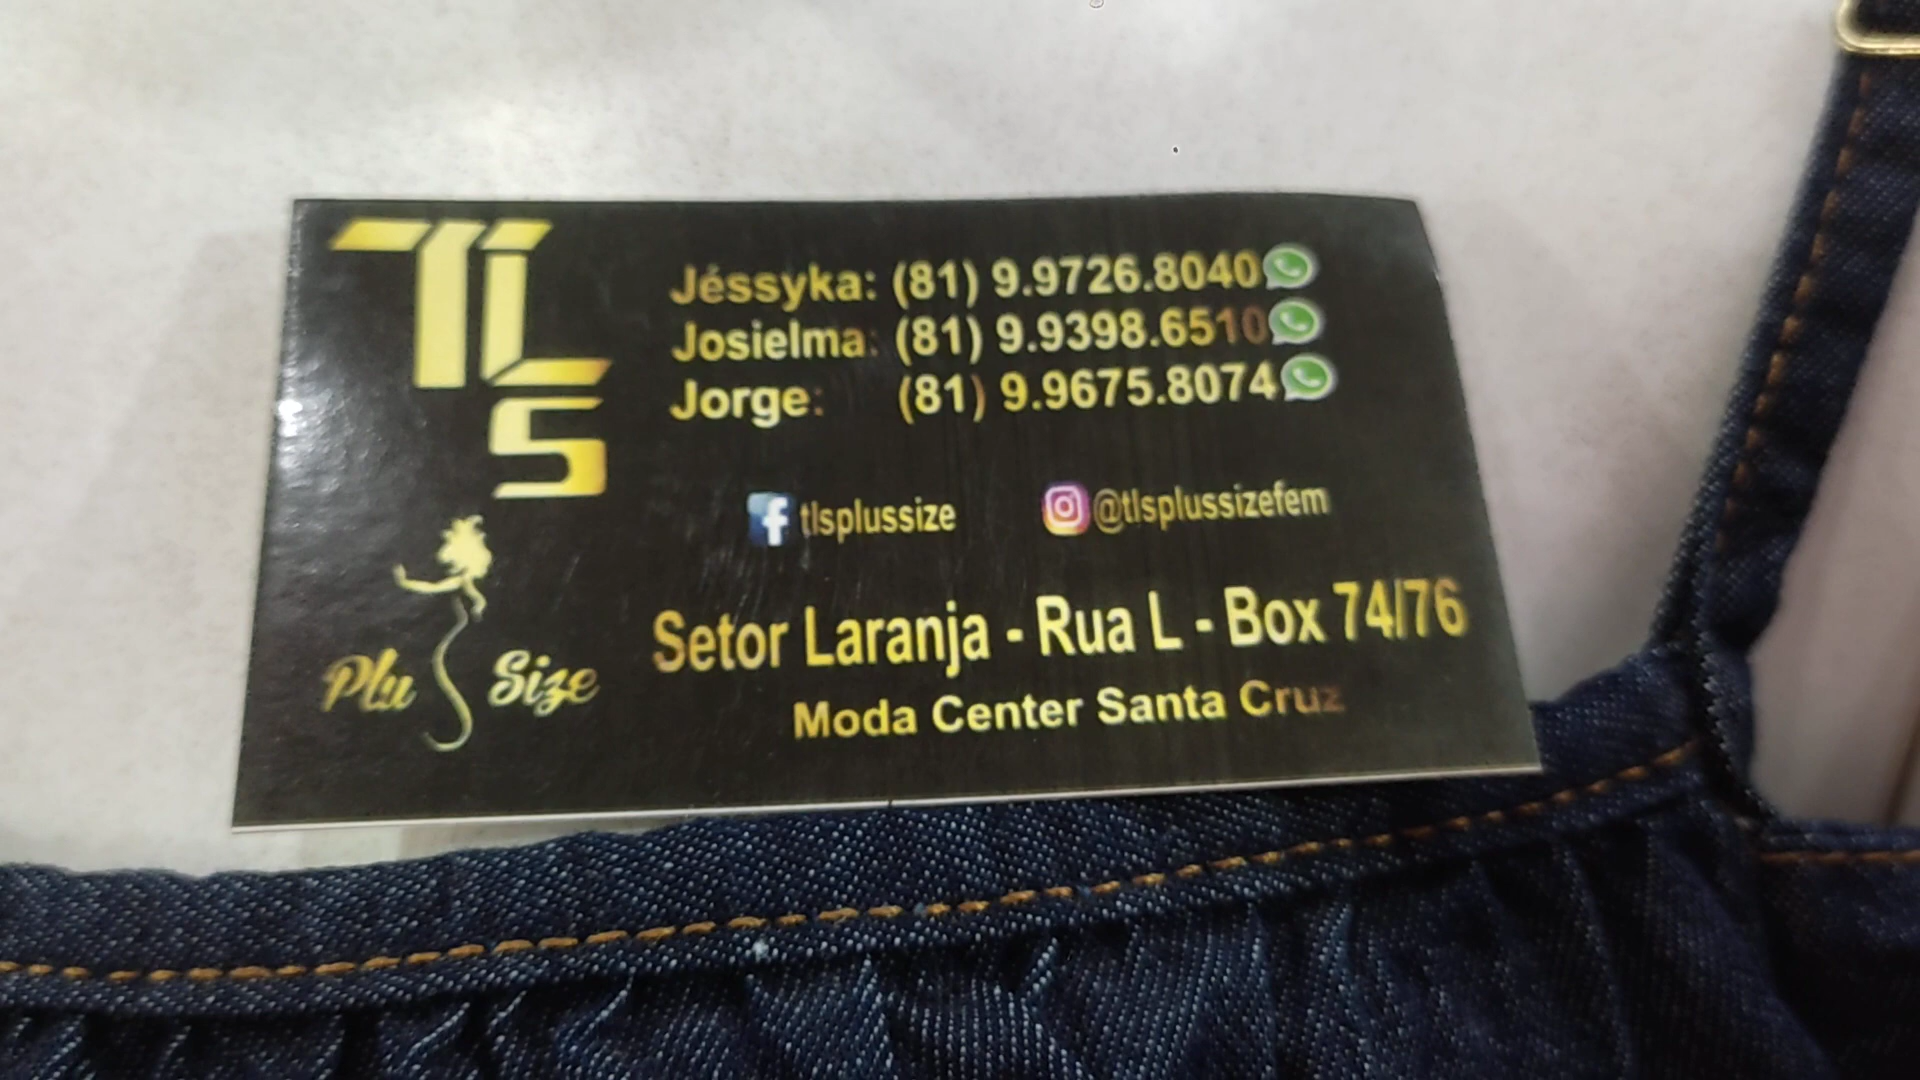 TLS
Plu S Size
Jéssyka: (81) 9.9726.8040
Josielma: (81) 9.9398.6510
Jorge: (81) 9.9675.8074
tlsplussize @tlsplussizefem
Setor Laranja - Rua L - Box 74/76
Moda Center Santa Cruz